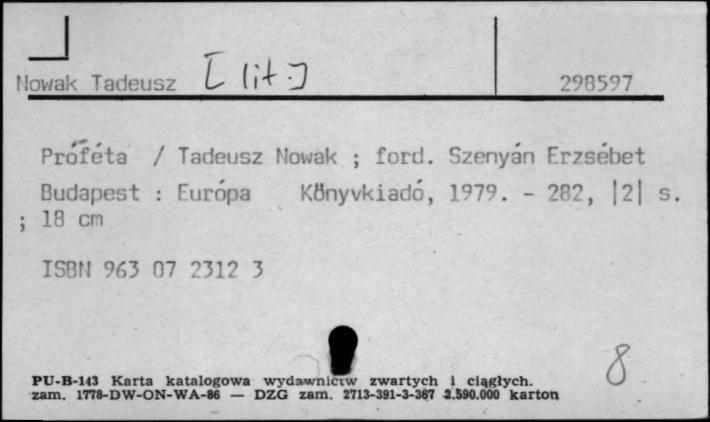 Nowak Tadeusz [lit.] 298597
Próféta / Tadeusz Nowak ; ford. Szenyán Erzsébet
Budapest : Európa Könyvkiadó, 1979. - 282, |2| s.
; 18 cm
ISBN 963 07 2312 3
8
PU-B-143 Karta katalogowa wydawnictw zwartych i ciągłych.
zam. 1778-DW-ON-WA-86 — DZG zam. 2713-391-3-367 2.590.000 karton